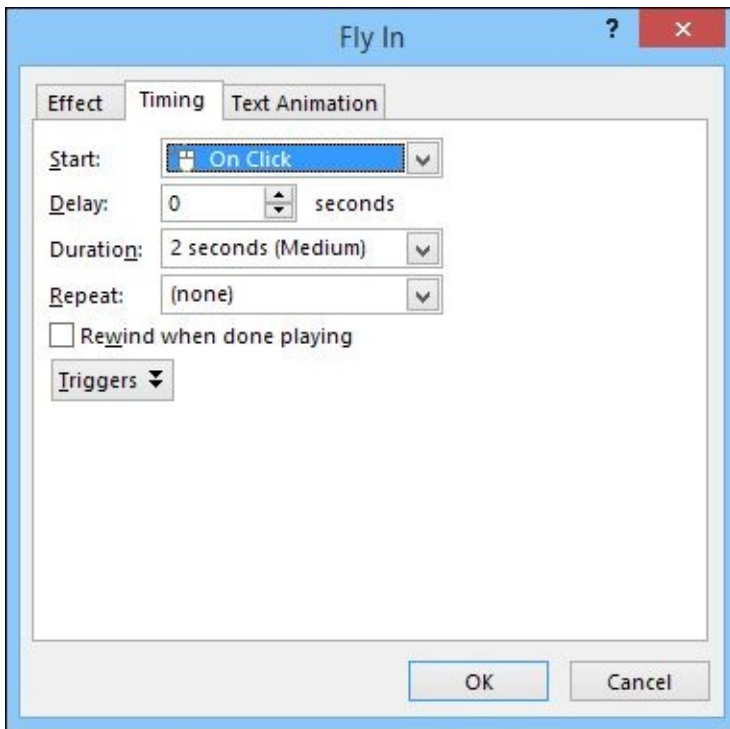 Fly In
?
Effect Timing Text Animation
Start: On Click
Delay: 0 seconds
Duration: 2 seconds (Medium)
Repeat: (none)
Rewind when done playing
Triggers
OK Cancel